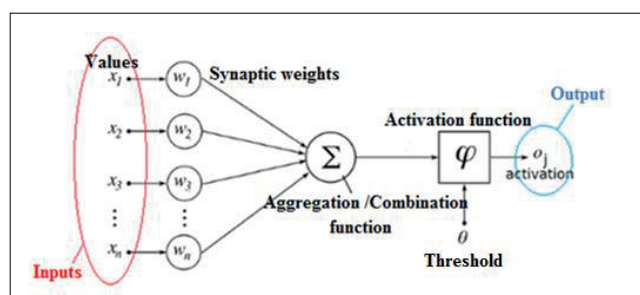 Values
x1 w1 Synaptic weights
Output
x2 w2 Activation function
Σ φ oj
activation
x3 w3
Aggregation /Combination
function
⋮ ⋮
xn wn θ
Inputs Threshold